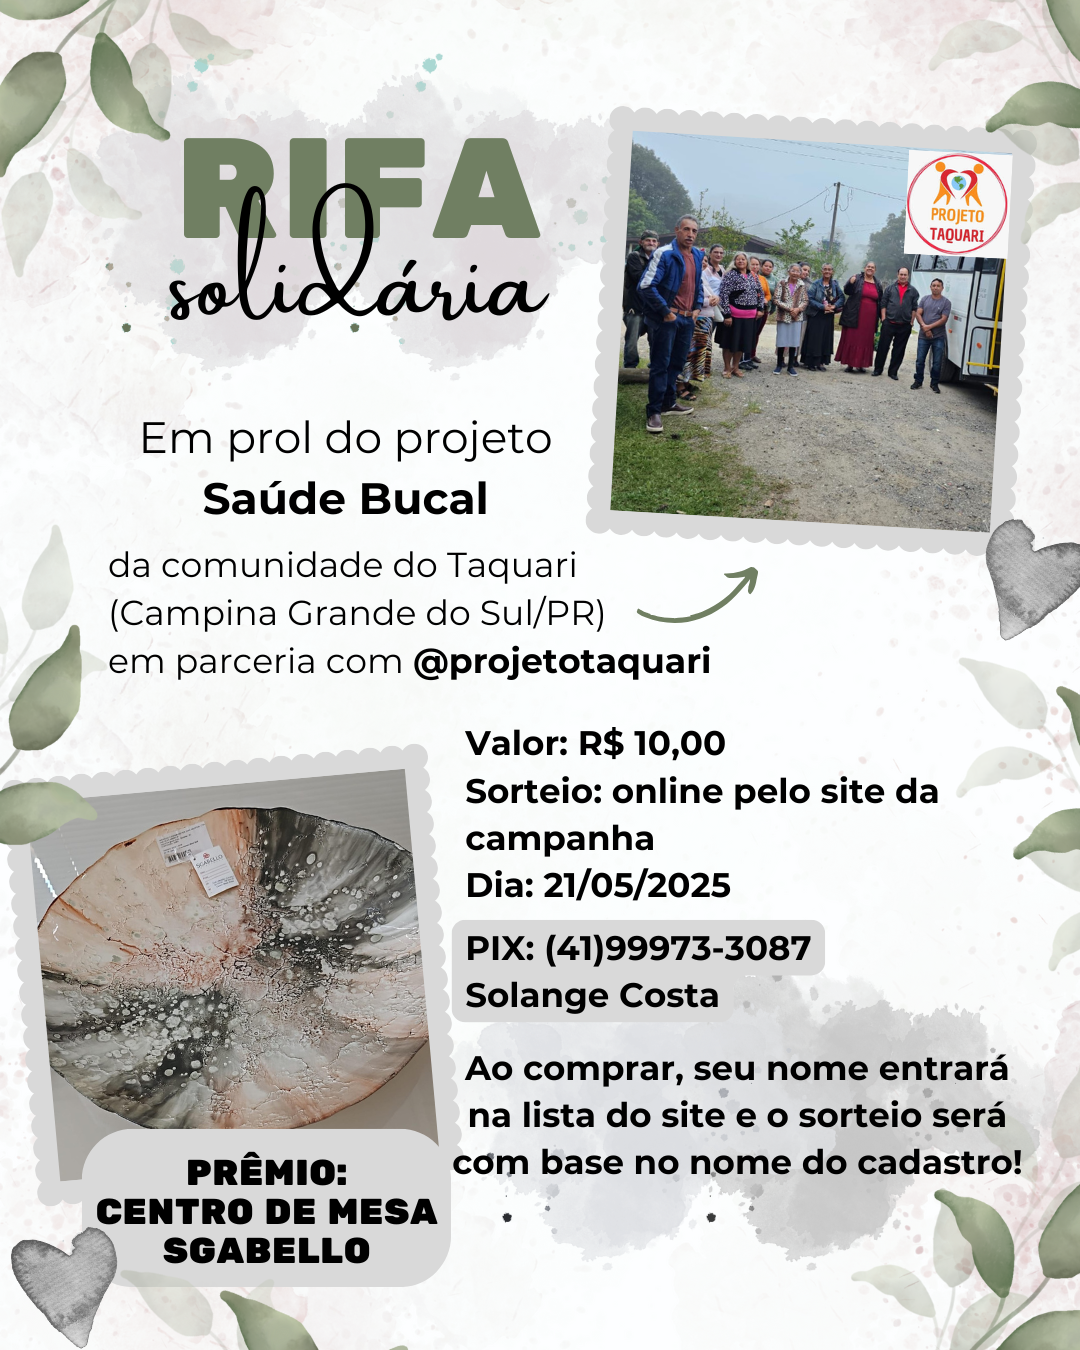 RIFA
solidária
PROJETO
TAQUARI
Em prol do projeto
Saúde Bucal
da comunidade do Taquari
(Campina Grande do Sul/PR)
em parceria com @projetotaquari
Valor: R$ 10,00
Sorteio: online pelo site da
campanha
Dia: 21/05/2025
PIX: (41)99973-3087
Solange Costa
Ao comprar, seu nome entrará
na lista do site e o sorteio será
com base no nome do cadastro!
SGABELLO
PRÊMIO:
CENTRO DE MESA
SGABELLO